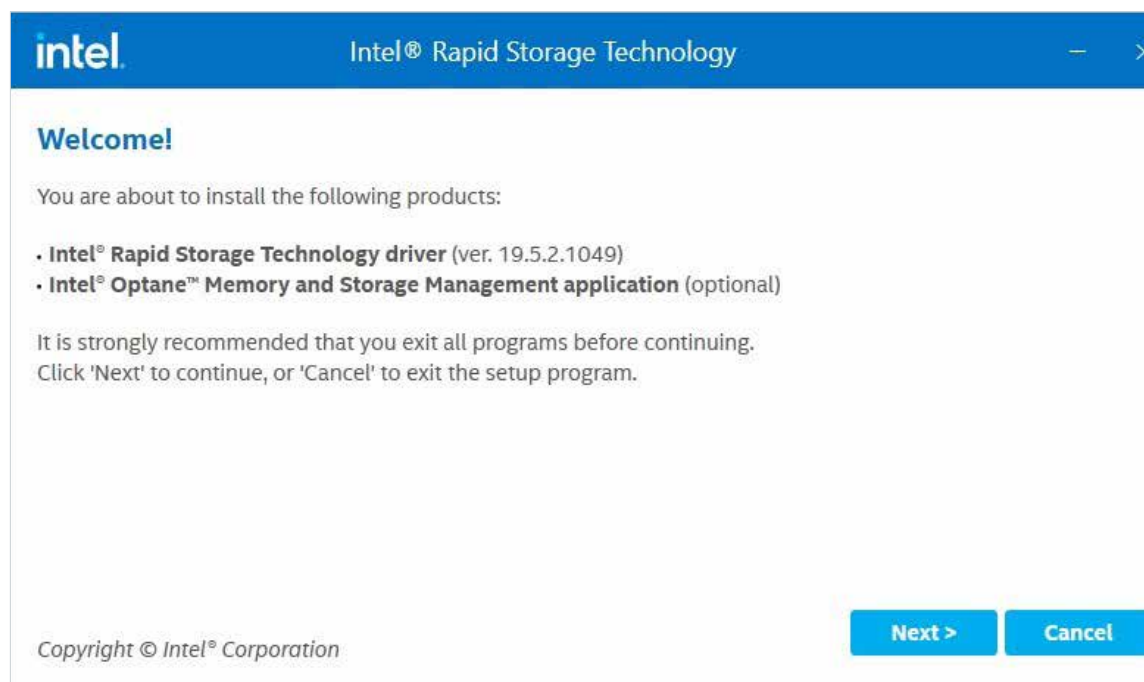 intel.
Intel® Rapid Storage Technology
Welcome!
You are about to install the following products:
• Intel® Rapid Storage Technology driver (ver. 19.5.2.1049)
• Intel® Optane™ Memory and Storage Management application (optional)
It is strongly recommended that you exit all programs before continuing.
Click 'Next' to continue, or 'Cancel' to exit the setup program.
Next >
Cancel
Copyright © Intel® Corporation